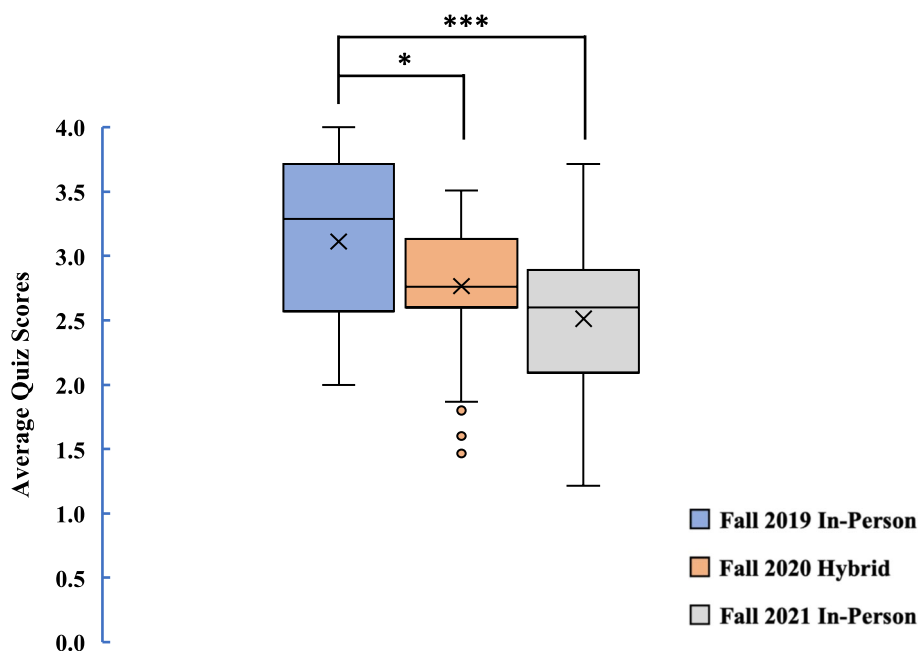 ***
*
4.0
3.5
3.0
2.5
2.0
1.5
1.0
0.5
0.0
Average Quiz Scores
Fall 2019 In-Person
Fall 2020 Hybrid
Fall 2021 In-Person